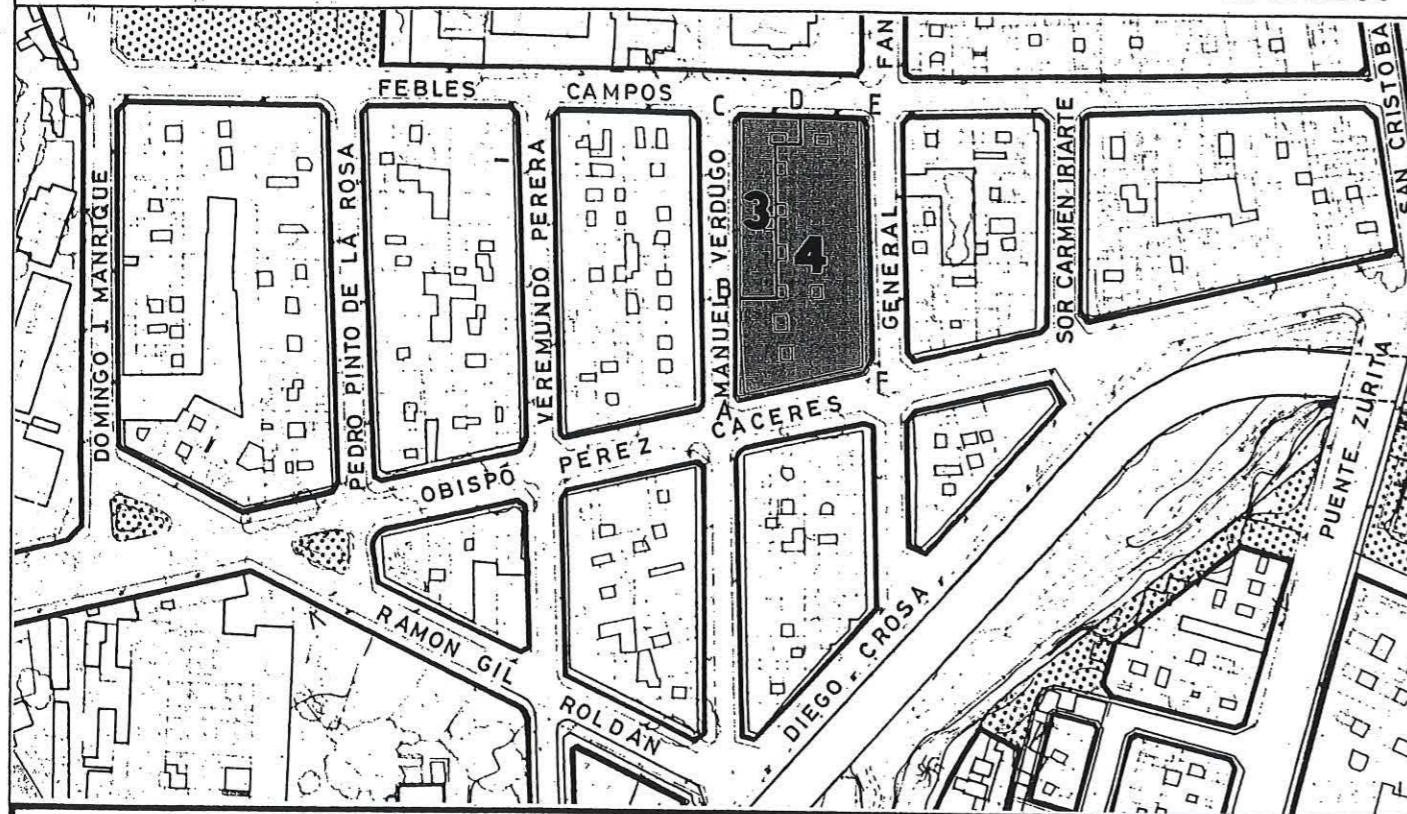 FEBLES CAMPOS
C D E
FAN
SAN CRISTOBA
DOMINGO J MANRIQUE
PEDRO PINTO DE LA ROSA
VEREMUNDO PERERA
MANUEL VERDUGO
3
4
B
GENERAL
SOR CARMEN IRIARTE
A
F
OBISPO PEREZ CACERES
PUENTE ZURITA
RAMON GIL ROLDAN
DIEGO CROSA